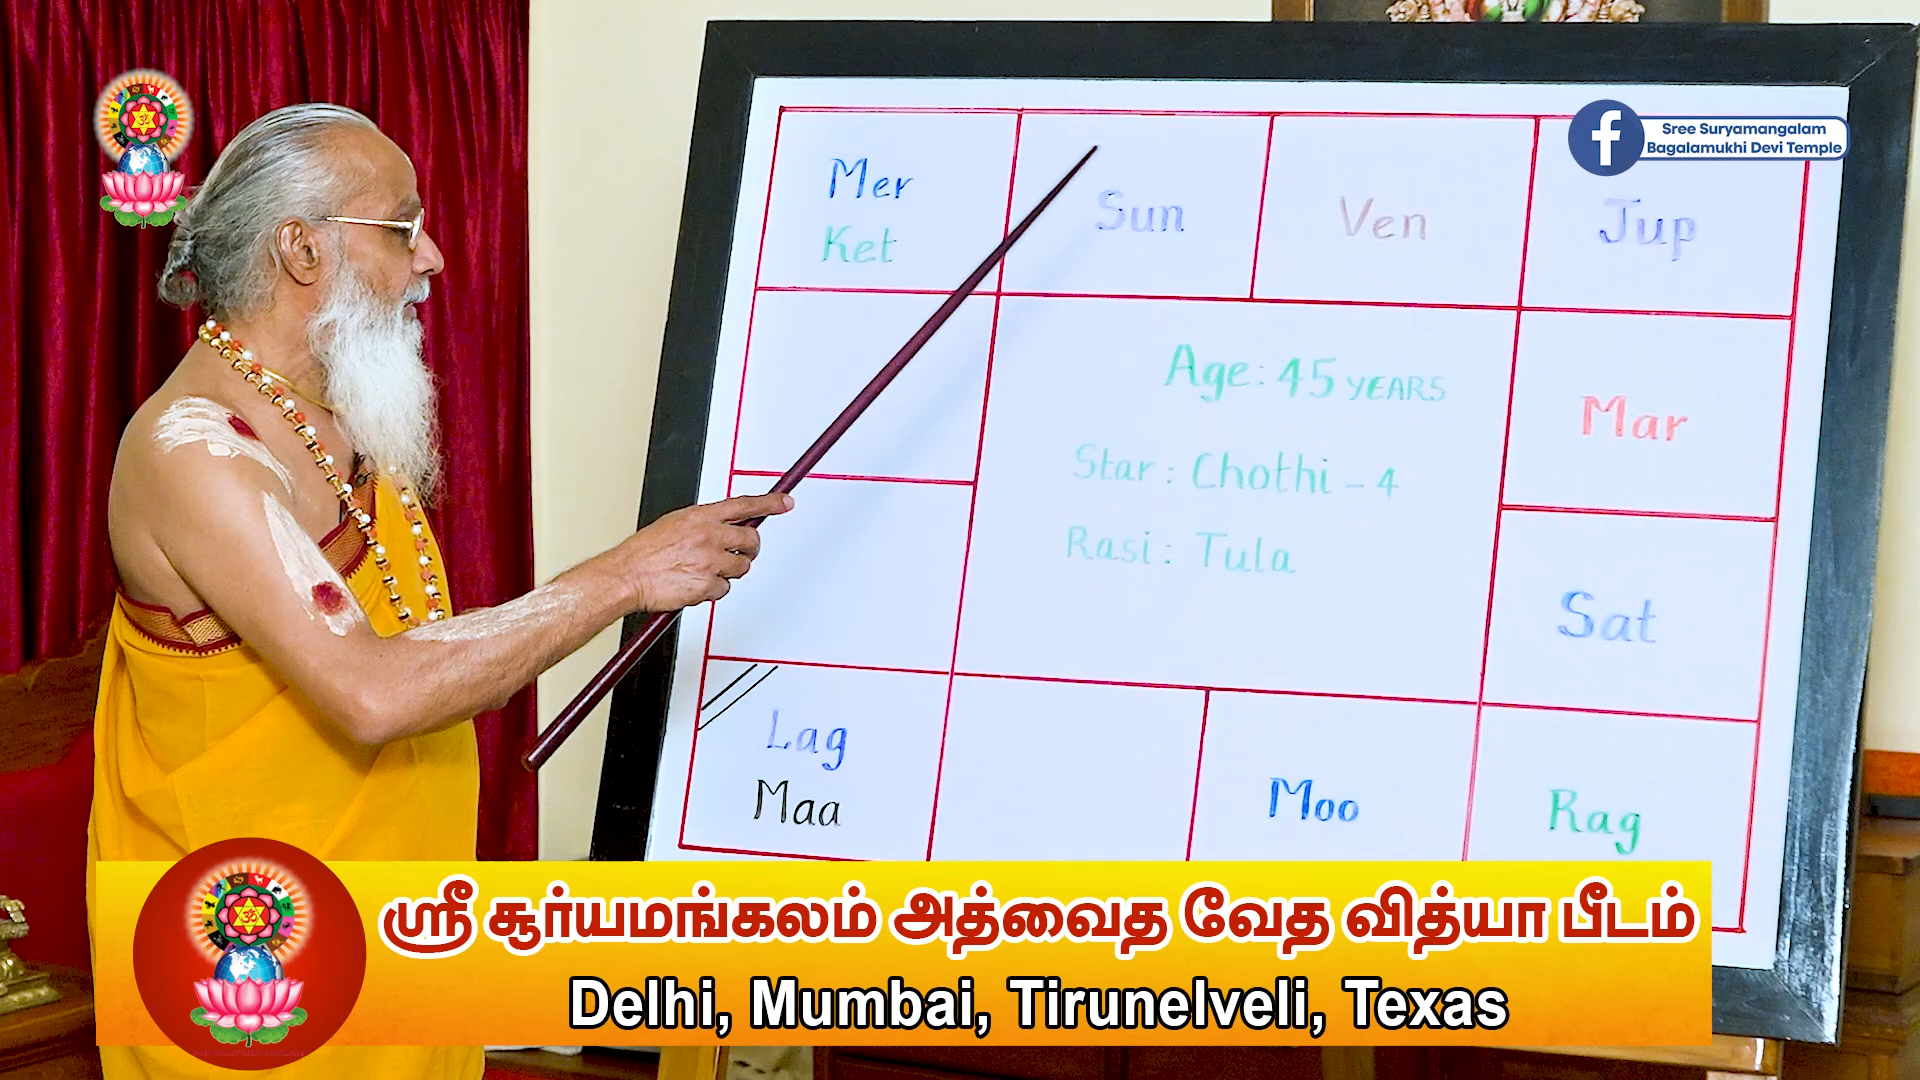 Sree Suryamangalam
Bagalamukhi Devi Temple
Mer
Ket
Sun
Ven
Jup
Age: 45 YEARS
Mar
Star : Chothi - 4
Rasi : Tula
Sat
Lag
Maa
Moo
Rag
ஸ்ரீ சூர்யமங்கலம் அத்வைத வேத வித்யா பீடம்
Delhi, Mumbai, Tirunelveli, Texas